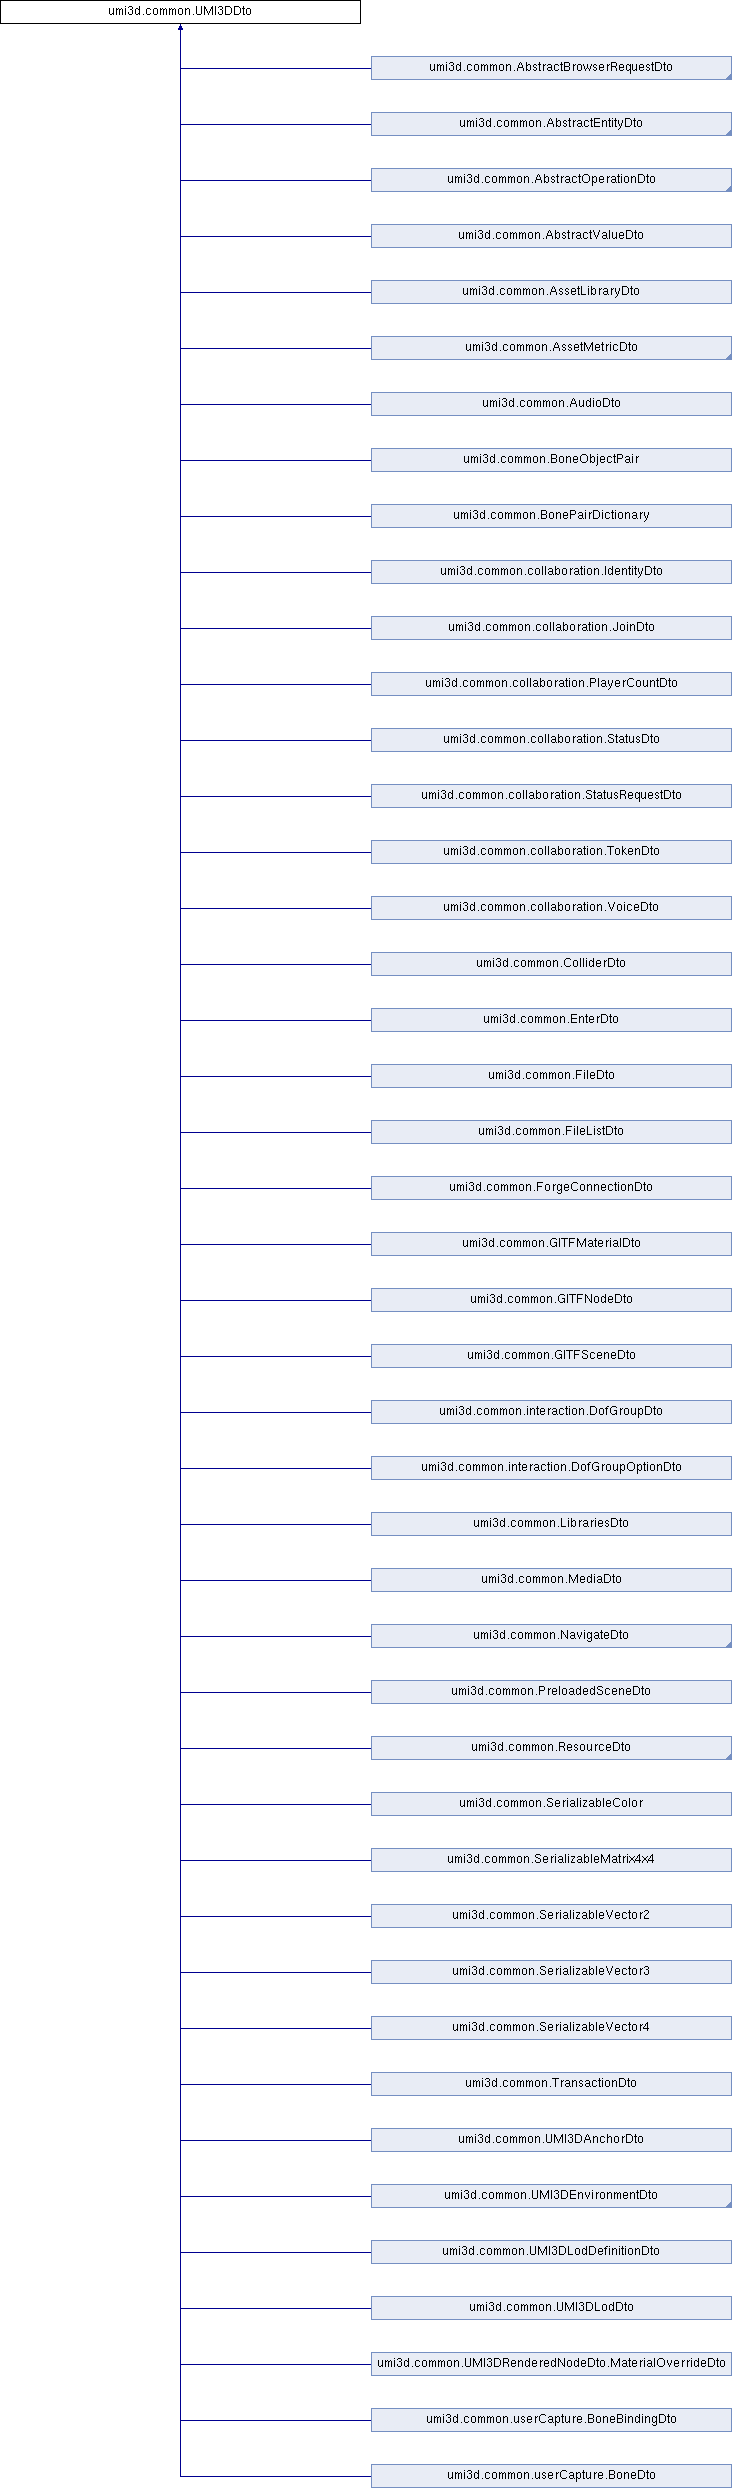 umi3d.common.UMI3DDto
umi3d.common.AbstractBrowserRequestDto
umi3d.common.AbstractEntityDto
umi3d.common.AbstractOperationDto
umi3d.common.AbstractValueDto
umi3d.common.AssetLibraryDto
umi3d.common.AssetMetricDto
umi3d.common.AudioDto
umi3d.common.BoneObjectPair
umi3d.common.BonePairDictionary
umi3d.common.collaboration.IdentityDto
umi3d.common.collaboration.JoinDto
umi3d.common.collaboration.PlayerCountDto
umi3d.common.collaboration.StatusDto
umi3d.common.collaboration.StatusRequestDto
umi3d.common.collaboration.TokenDto
umi3d.common.collaboration.VoiceDto
umi3d.common.ColliderDto
umi3d.common.EnterDto
umi3d.common.FileDto
umi3d.common.FileListDto
umi3d.common.ForgeConnectionDto
umi3d.common.GlTFMaterialDto
umi3d.common.GlTFNodeDto
umi3d.common.GlTFSceneDto
umi3d.common.interaction.DofGroupDto
umi3d.common.interaction.DofGroupOptionDto
umi3d.common.LibrariesDto
umi3d.common.MediaDto
umi3d.common.NavigateDto
umi3d.common.PreloadedSceneDto
umi3d.common.ResourceDto
umi3d.common.SerializableColor
umi3d.common.SerializableMatrix4x4
umi3d.common.SerializableVector2
umi3d.common.SerializableVector3
umi3d.common.SerializableVector4
umi3d.common.TransactionDto
umi3d.common.UMI3DAnchorDto
umi3d.common.UMI3DEnvironmentDto
umi3d.common.UMI3DLodDefinitionDto
umi3d.common.UMI3DLodDto
umi3d.common.UMI3DRenderedNodeDto.MaterialOverrideDto
umi3d.common.userCapture.BoneBindingDto
umi3d.common.userCapture.BoneDto